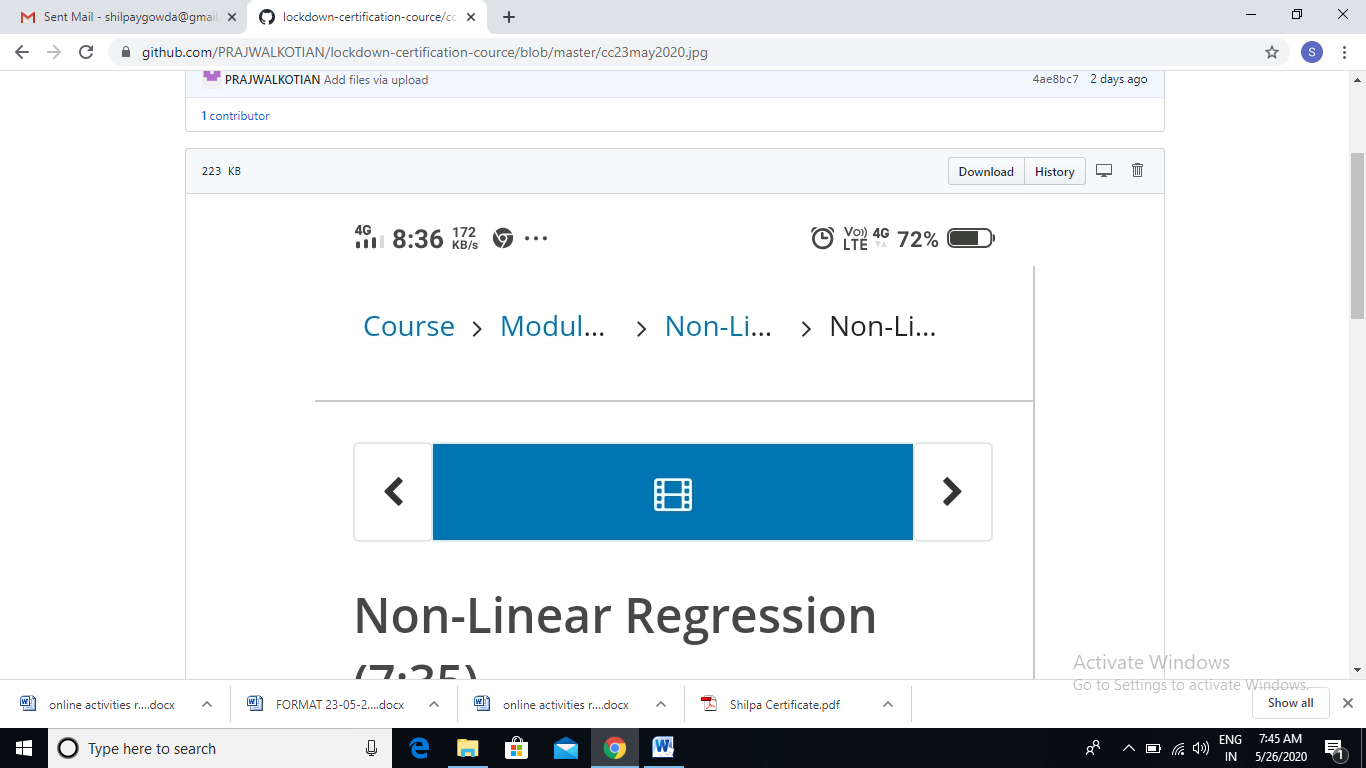 Sent Mail - shilpaygowda@gmail
lockdown-certification-cource/cc
github.com/PRAJWALKOTIAN/lockdown-certification-cource/blob/master/cc23may2020.jpg
S
PRAJWALKOTIAN Add files via upload
4ae8bc7 2 days ago
1 contributor
223 KB
Download
History
4G 8:36 172 KB/s ...
Vo)) LTE 4G 72%
Course > Modul... > Non-Li... > Non-Li...
Non-Linear Regression
(7:35)
Activate Windows
Go to Settings to activate Windows.
online activities r....docx
FORMAT 23-05-2....docx
online activities r....docx
Shilpa Certificate.pdf
Show all
Type here to search
ENG
IN
7:45 AM
5/26/2020
1